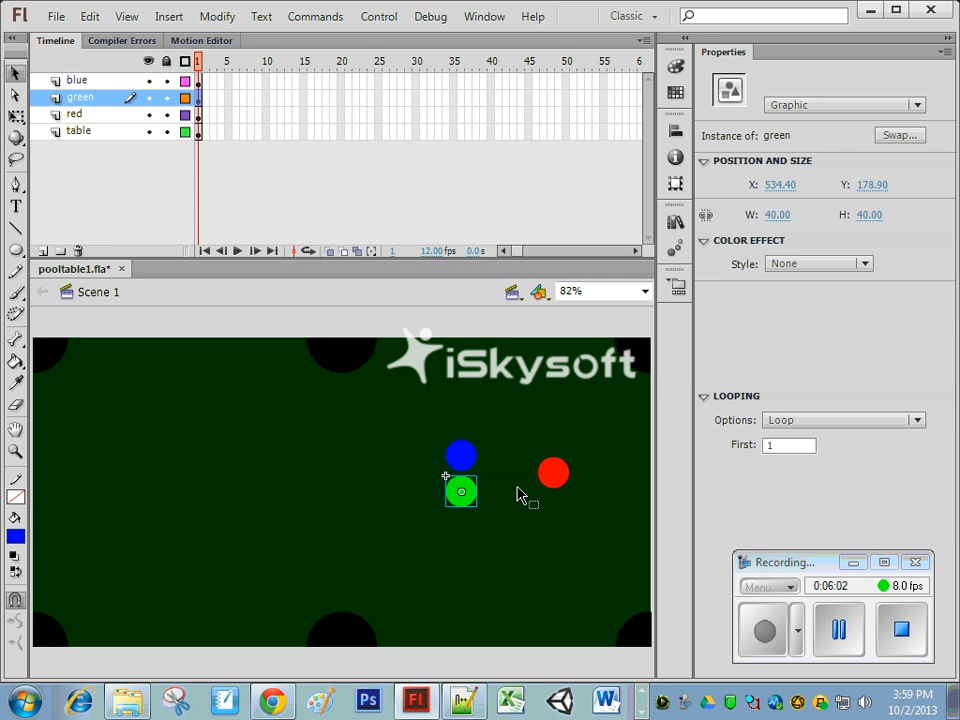 Fl File Edit View Insert Modify Text Commands Control Debug Window Help Classic
Timeline Compiler Errors Motion Editor
1 5 10 15 20 25 30 35 40 45 50 55 6
blue
green
red
table
1 12.00 fps 0.0 s
pooltable1.fla* ×
Scene 1 82%
iSkysoft
Properties
Graphic
Instance of: green Swap...
POSITION AND SIZE
X: 534.40 Y: 178.90
W: 40.00 H: 40.00
COLOR EFFECT
Style: None
LOOPING
Options: Loop
First: 1
Recording...
Menu 0:06:02 8.0 fps
Ps Fl
3:59 PM
10/2/2013